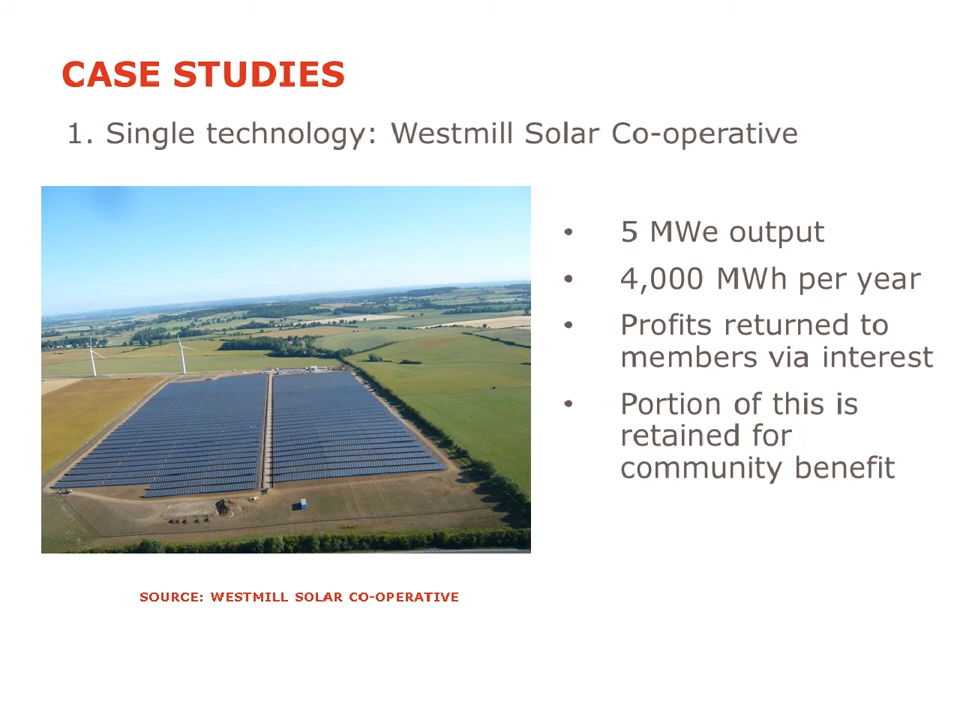 CASE STUDIES
1. Single technology: Westmill Solar Co-operative
• 5 MWe output
• 4,000 MWh per year
• Profits returned to
members via interest
• Portion of this is
retained for
community benefit
SOURCE: WESTMILL SOLAR CO-OPERATIVE